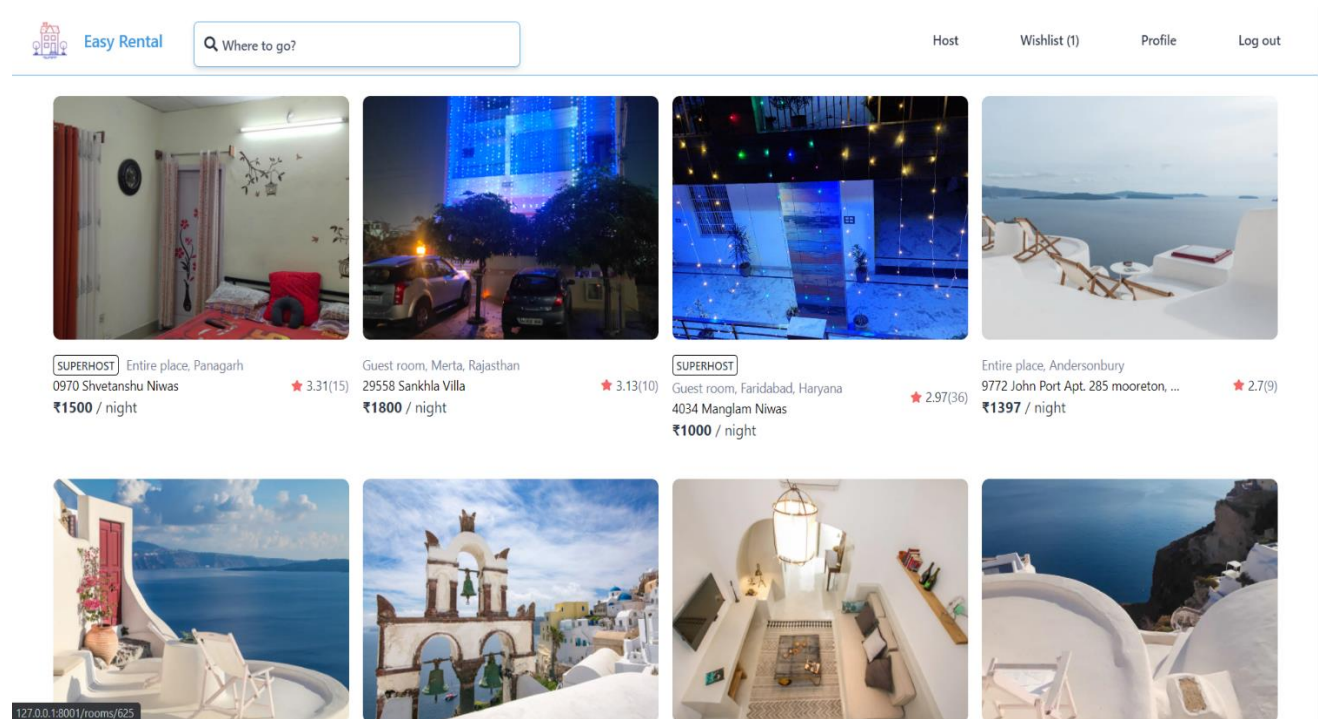 Easy Rental
Where to go?
Host
Wishlist (1)
Profile
Log out
SUPERHOST Entire place, Panagarh
0970 Shvetanshu Niwas
3.31(15)
₹1500 / night
Guest room, Merta, Rajasthan
29558 Sankhla Villa
3.13(10)
₹1800 / night
SUPERHOST
Guest room, Faridabad, Haryana
4034 Manglam Niwas
2.97(36)
₹1000 / night
Entire place, Andersonbury
9772 John Port Apt. 285 mooreton, ...
2.7(9)
₹1397 / night
127.0.0.1:8001/rooms/625